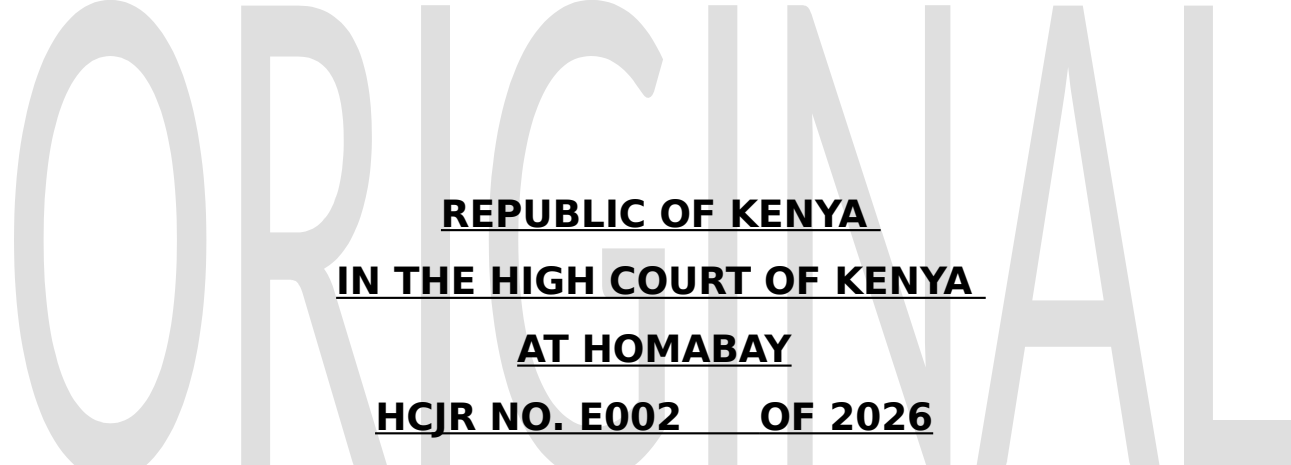 ORIGINAL
REPUBLIC OF KENYA
IN THE HIGH COURT OF KENYA
AT HOMABAY
HCJR NO. E002 OF 2026